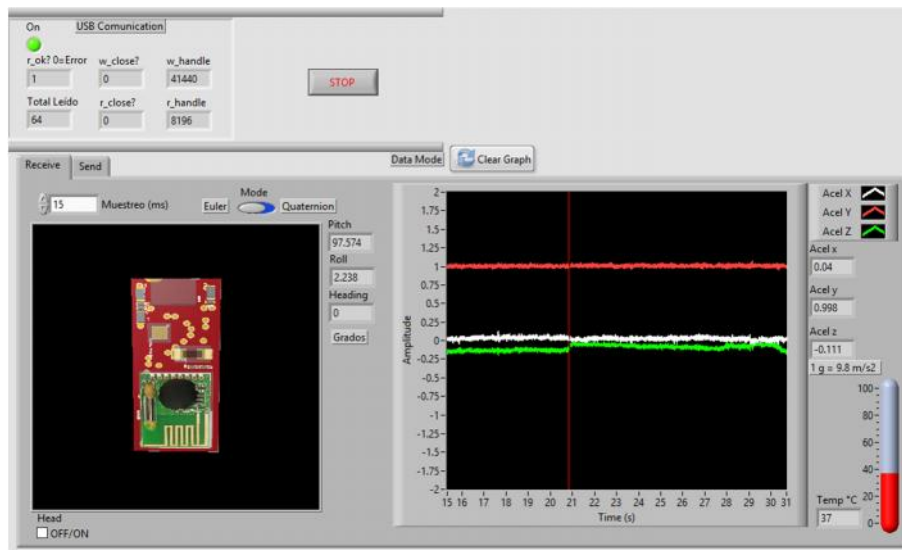 On USB Comunication
r_ok? 0=Error w_close? w_handle
1 0 41440
Total Leído r_close? r_handle
64 0 8196
STOP
Receive Send
Data Mode Clear Graph
15 Muestreo (ms)
Mode
Euler Quaternion
Pitch
97.574
Roll
2.238
Heading
0
Grados
Head
OFF/ON
Amplitude
2
1.75
1.5
1.25
1
0.75
0.5
0.25
0
-0.25
-0.5
-0.75
-1
-1.25
-1.5
-1.75
-2
15 16 17 18 19 20 21 22 23 24 25 26 27 28 29 30 31
Time (s)
Acel X
Acel Y
Acel Z
Acel x
0.04
Acel y
0.998
Acel z
-0.111
1 g = 9.8 m/s2
100
80
60
40
20
0
Temp °C
37